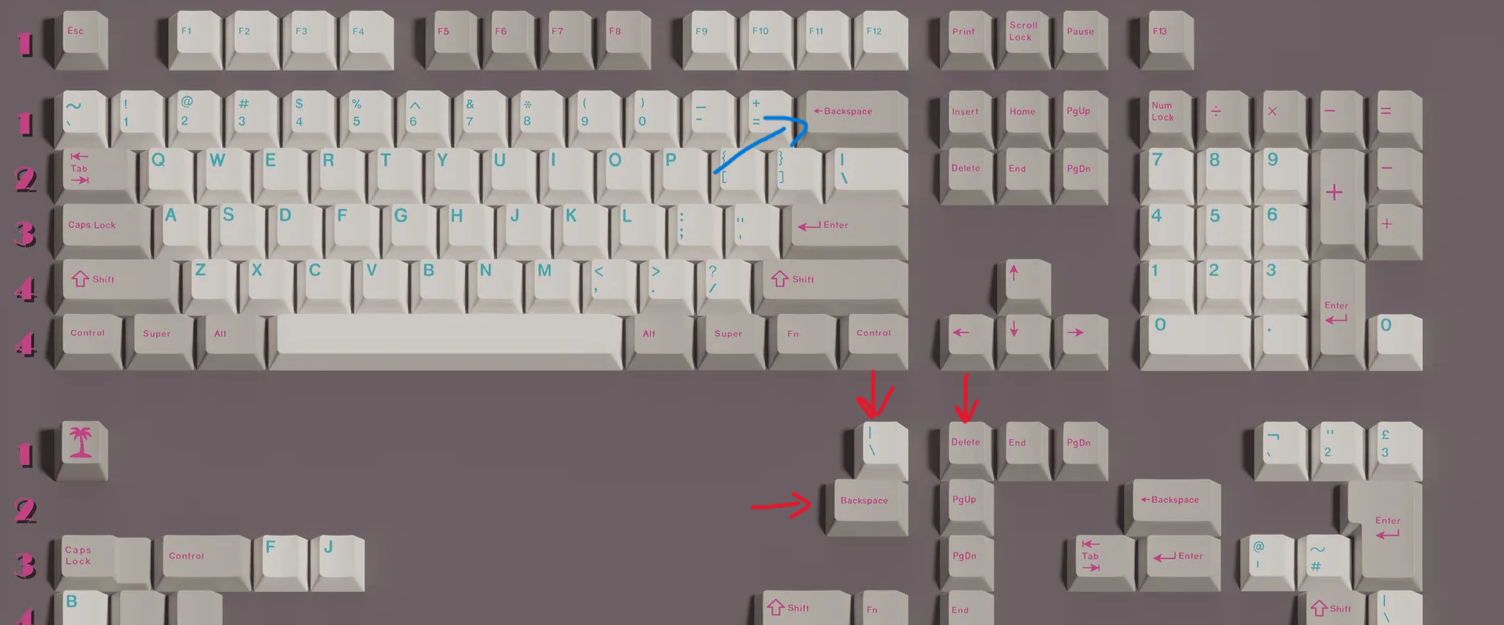 1 Esc F1 F2 F3 F4 F5 F6 F7 F8 F9 F10 F11 F12 Print Scroll Lock Pause F13
1 ~ ` ! 1 @ 2 # 3 $ 4 % 5 ^ 6 & 7 * 8 ( 9 ) 0 — - + = ←Backspace Insert Home PgUp Num Lock ÷ × − =
2 Tab Q W E R T Y U I O P { [ } ] | \ Delete End PgDn 7 8 9 + −
3 Caps Lock A S D F G H J K L : ; " ' Enter 4 5 6 +
4 Shift Z X C V B N M < , > . ? / Shift ↑ 1 2 3 Enter
4 Control Super Alt Alt Super Fn Control ← ↓ → 0 . 0
1 | \ Delete End PgDn ¬ ` " 2 £ 3
2 Backspace PgUp ←Backspace Enter
3 Caps Lock Control F J PgDn Tab Enter @ ' ~ #
4 B Shift Fn End Shift | \